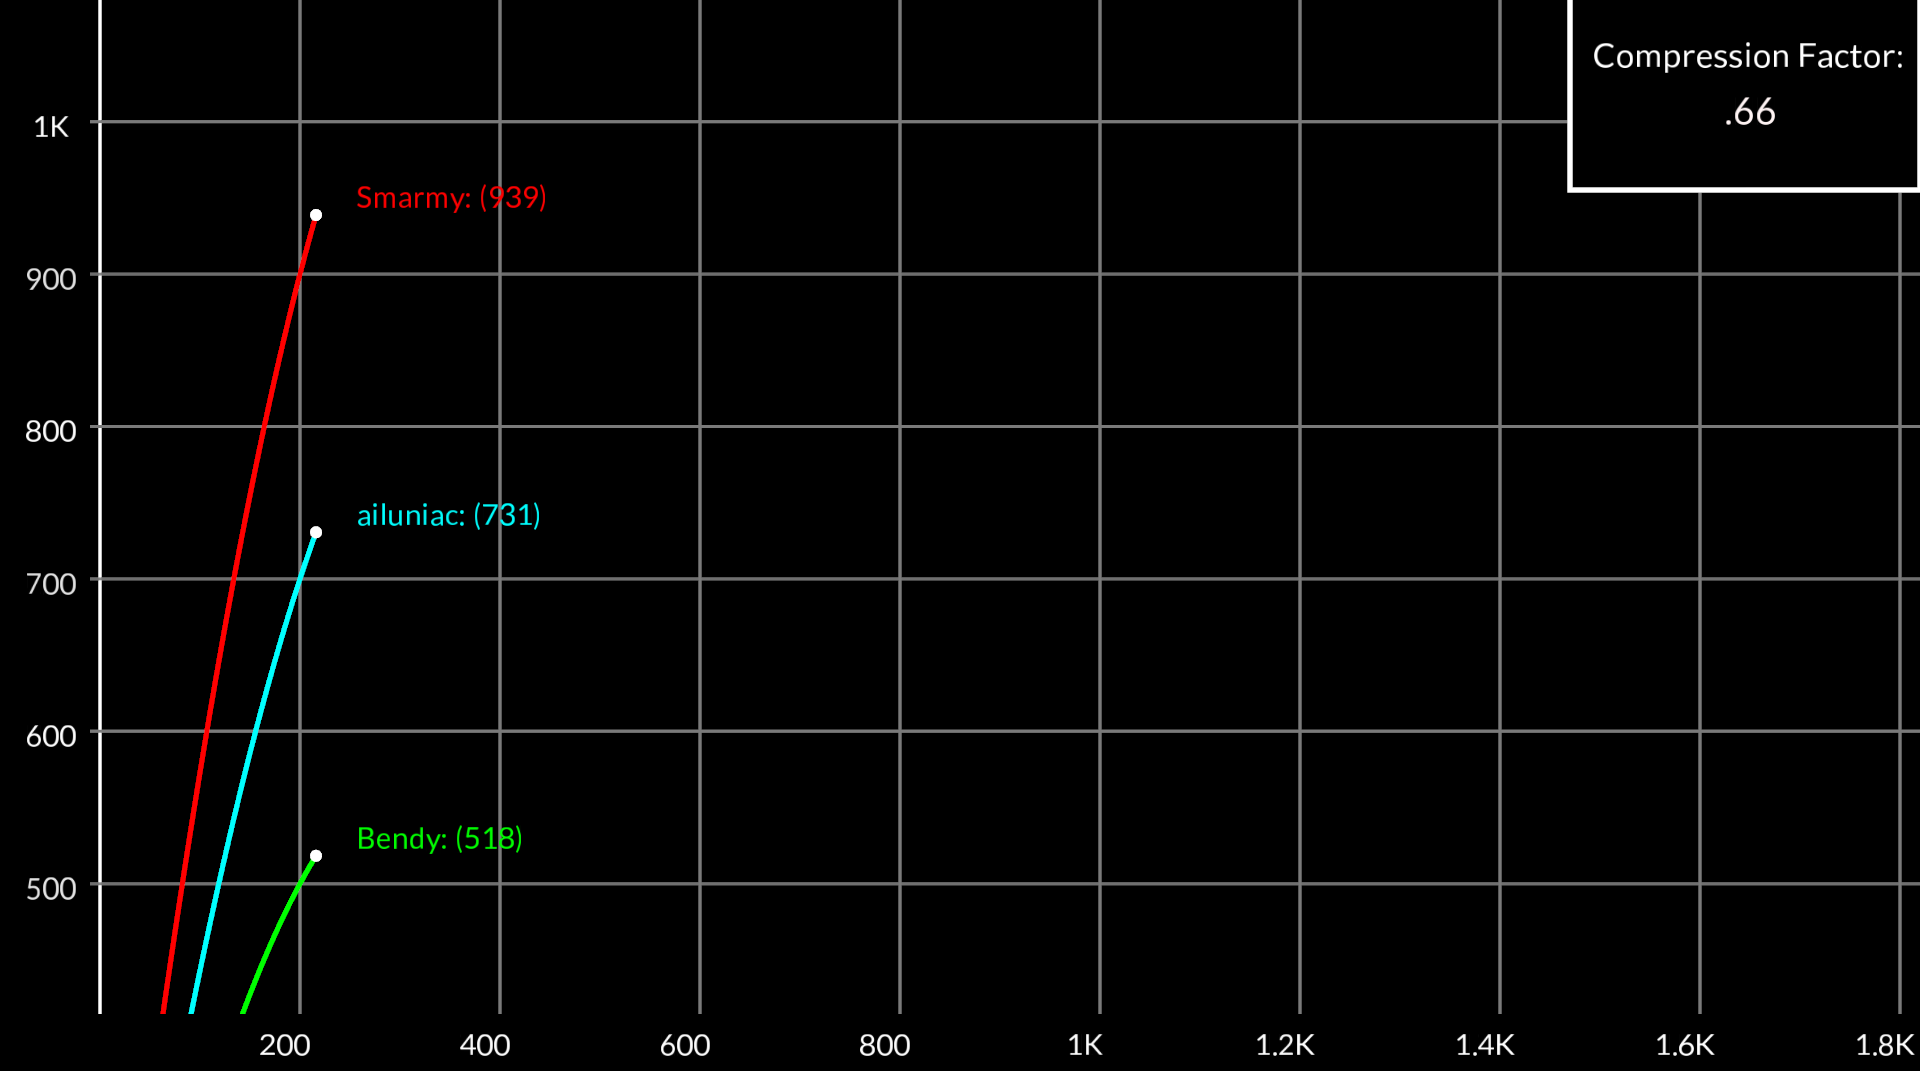 Compression Factor:
.66
1K
Smarmy: (939)
900
800
ailuniac: (731)
700
600
Bendy: (518)
500
200 400 600 800 1K 1.2K 1.4K 1.6K 1.8K